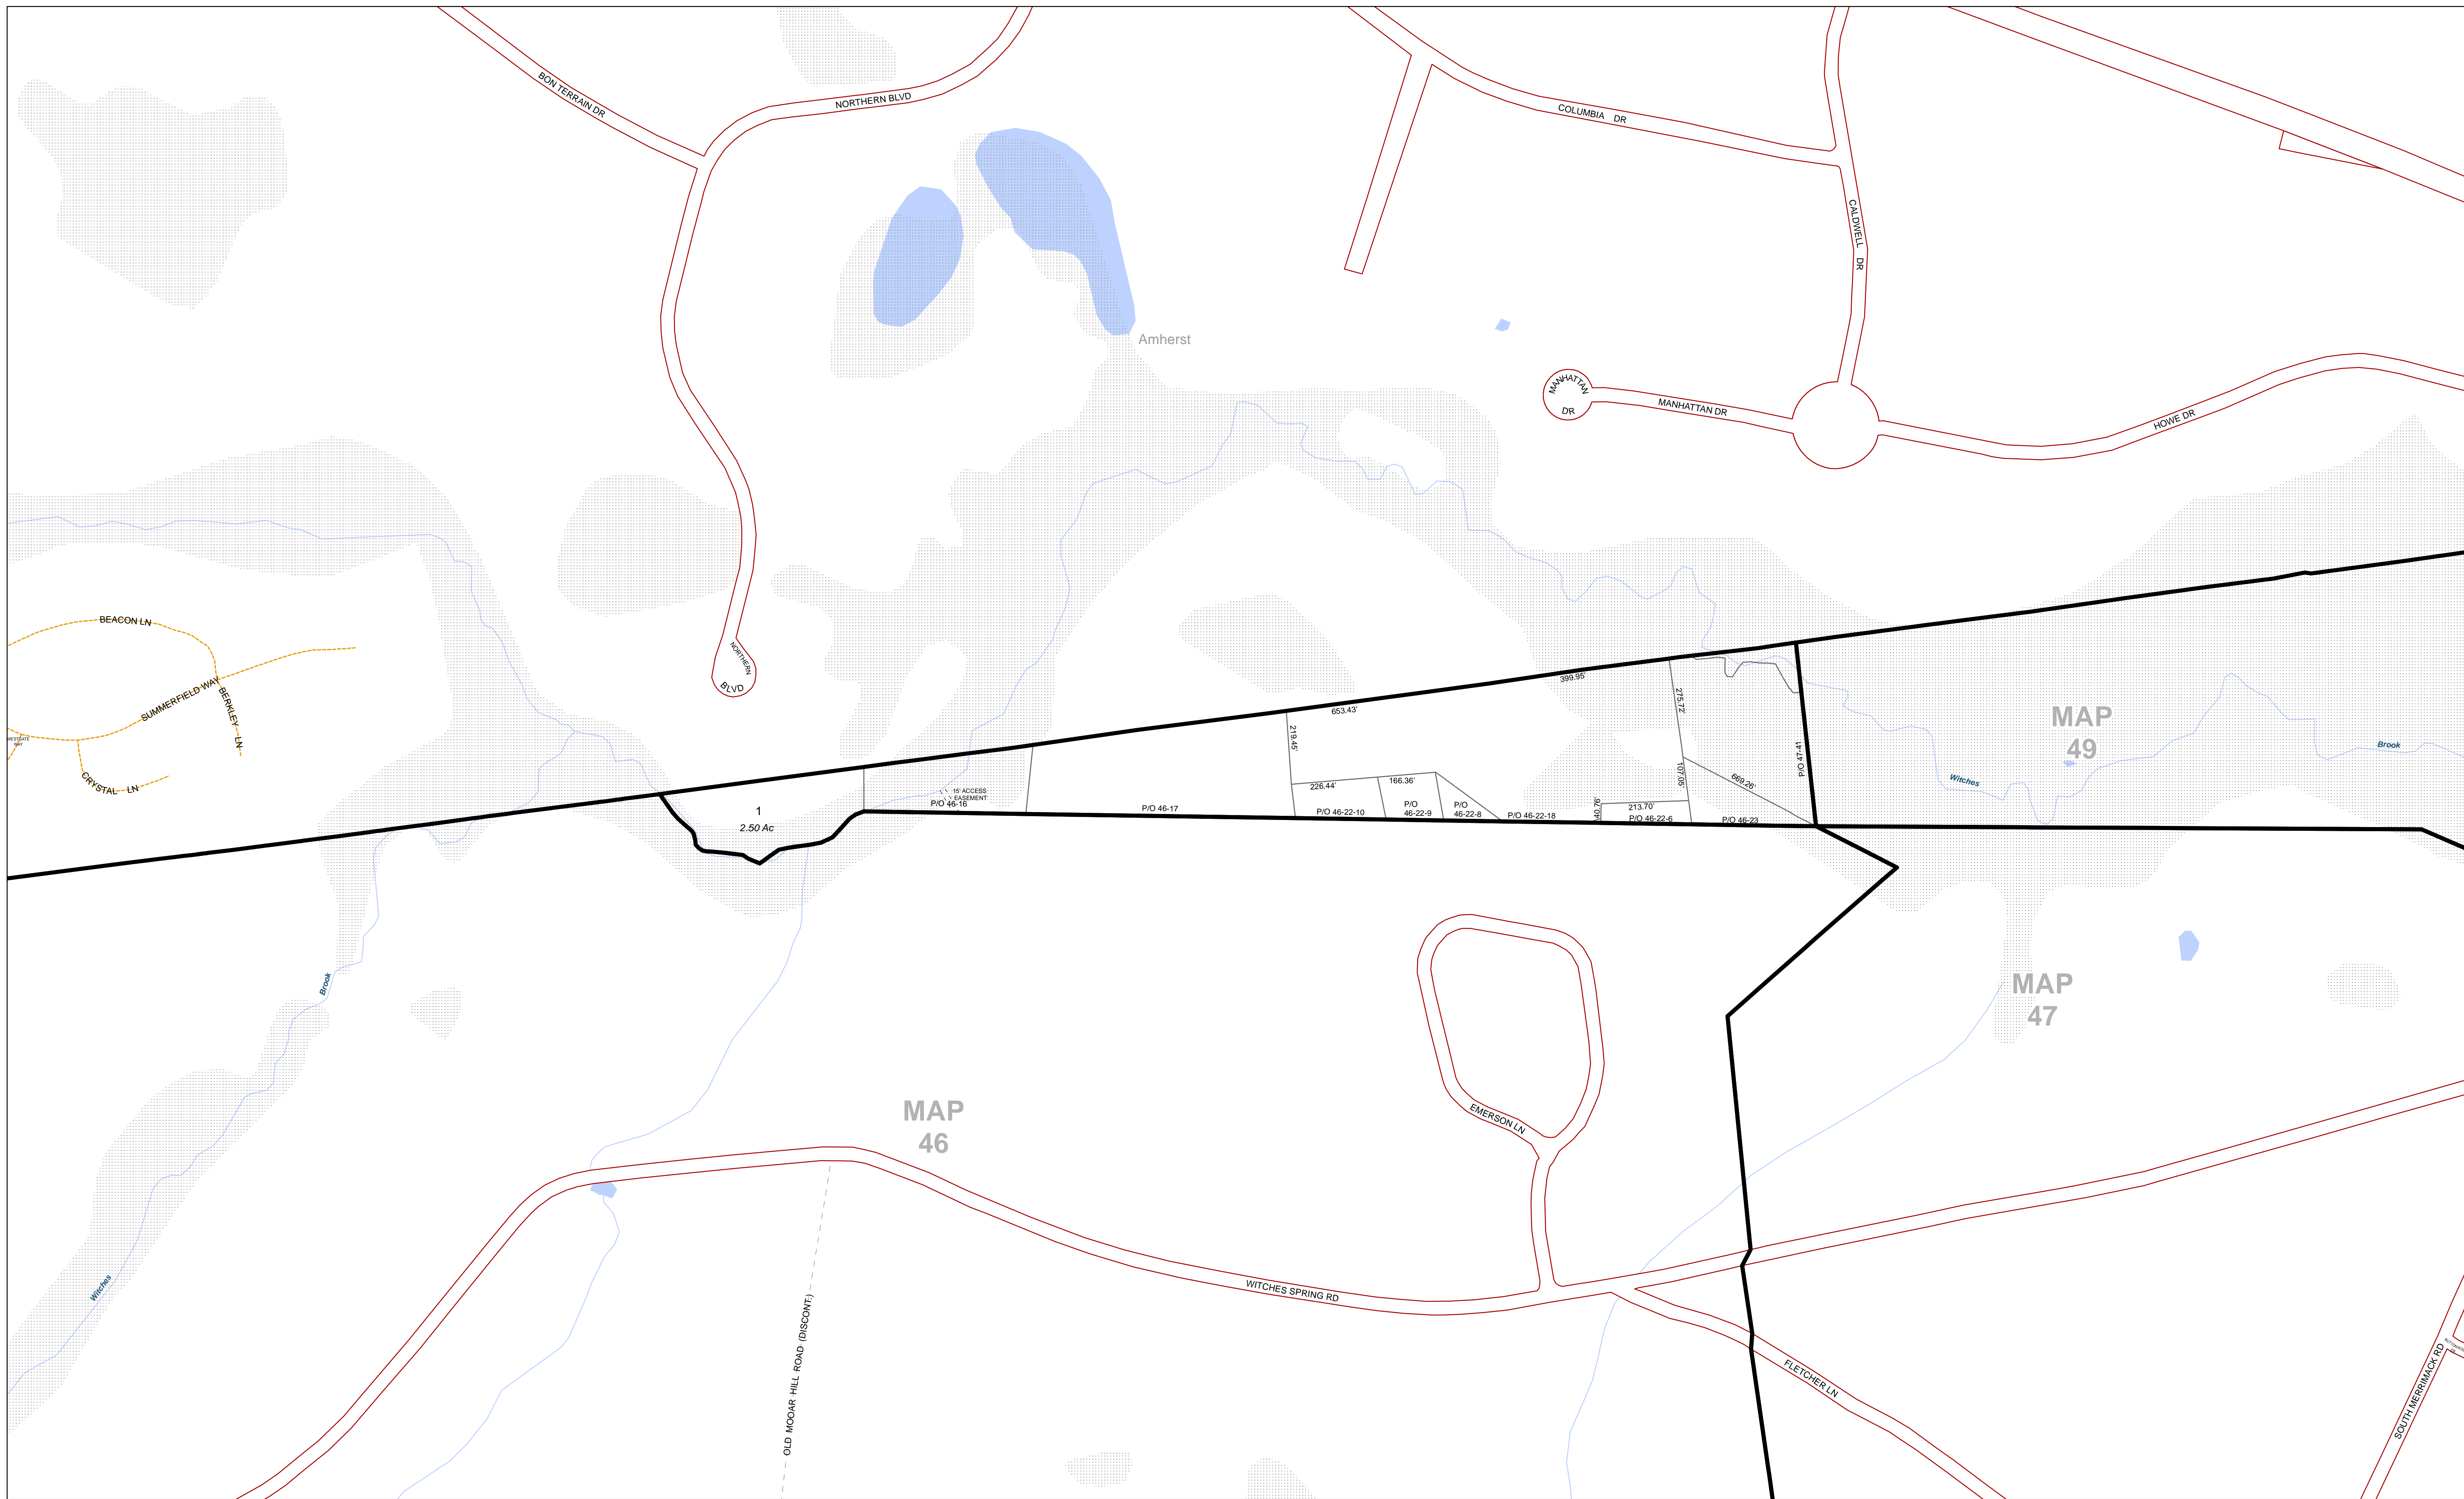 BON TERRAIN DR
NORTHERN BLVD
COLUMBIA DR
CALDWELL DR
Amherst
MANHATTAN
DR
MANHATTAN DR
HOWE DR
BEACON LN
SUMMERFIELD WAY
BERKLEY LN
WESTGATE
WAY
CRYSTAL LN
NORTHERN
BLVD
399.95'
653.43'
275.72'
219.45'
P/O 47-41
MAP
49
Brook
Witches
107.05'
669.26'
226.44'
166.36'
15' ACCESS
EASEMENT
1
2.50 Ac
P/O 46-16
P/O 46-17
P/O 46-22-10
P/O
46-22-9
P/O
46-22-8
P/O 46-22-18
213.70'
P/O 46-22-6
P/O 46-23
Brook
MAP
47
MAP
46
EMERSON LN
Witches
WITCHES SPRING RD
OLD MOOAR HILL ROAD (DISCONT.)
FLETCHER LN
SOUTH MERRIMACK RD